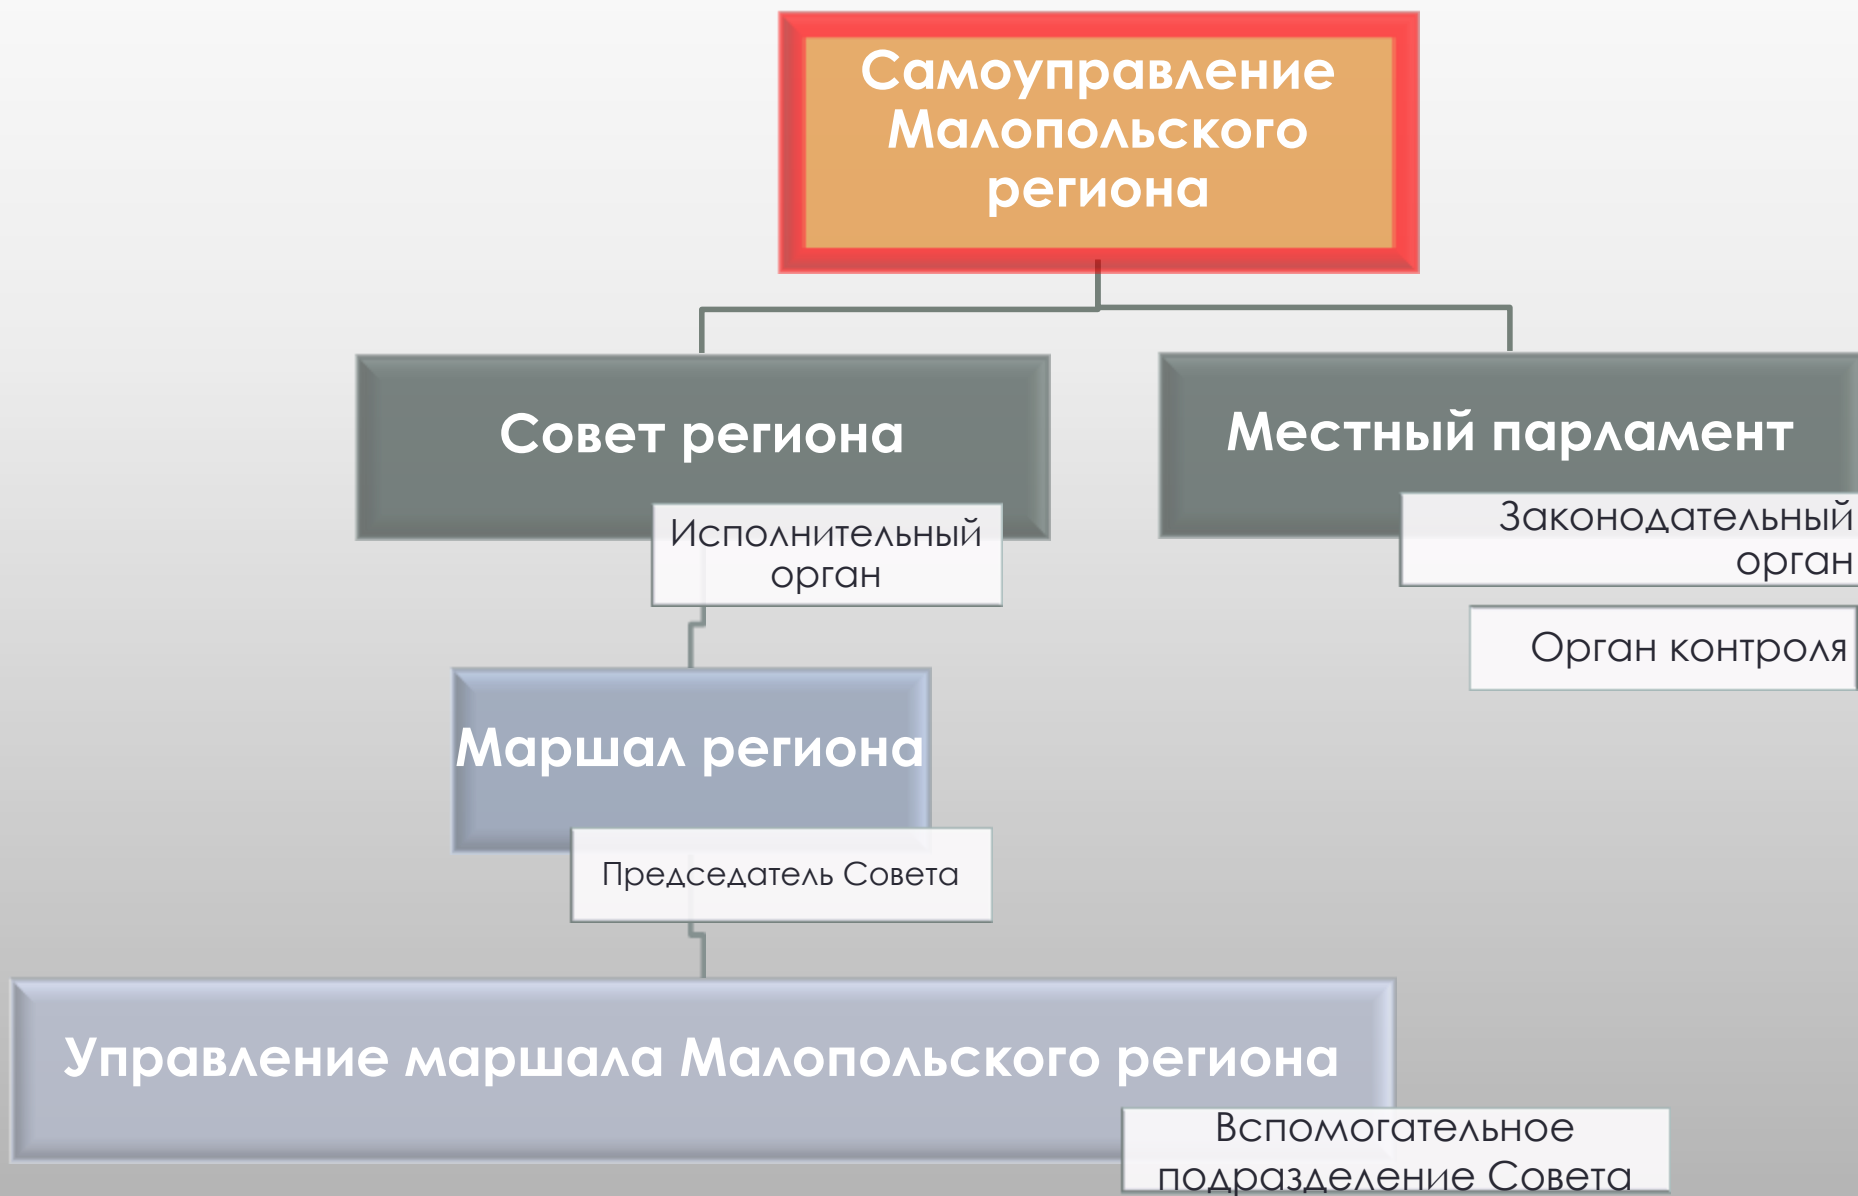 Самоуправление
Малопольского
региона
Совет региона
Исполнительный
орган
Местный парламент
Законодательный
орган
Орган контроля
Маршал региона
Председатель Совета
Управление маршала Малопольского региона
Вспомогательное
подразделение Совета